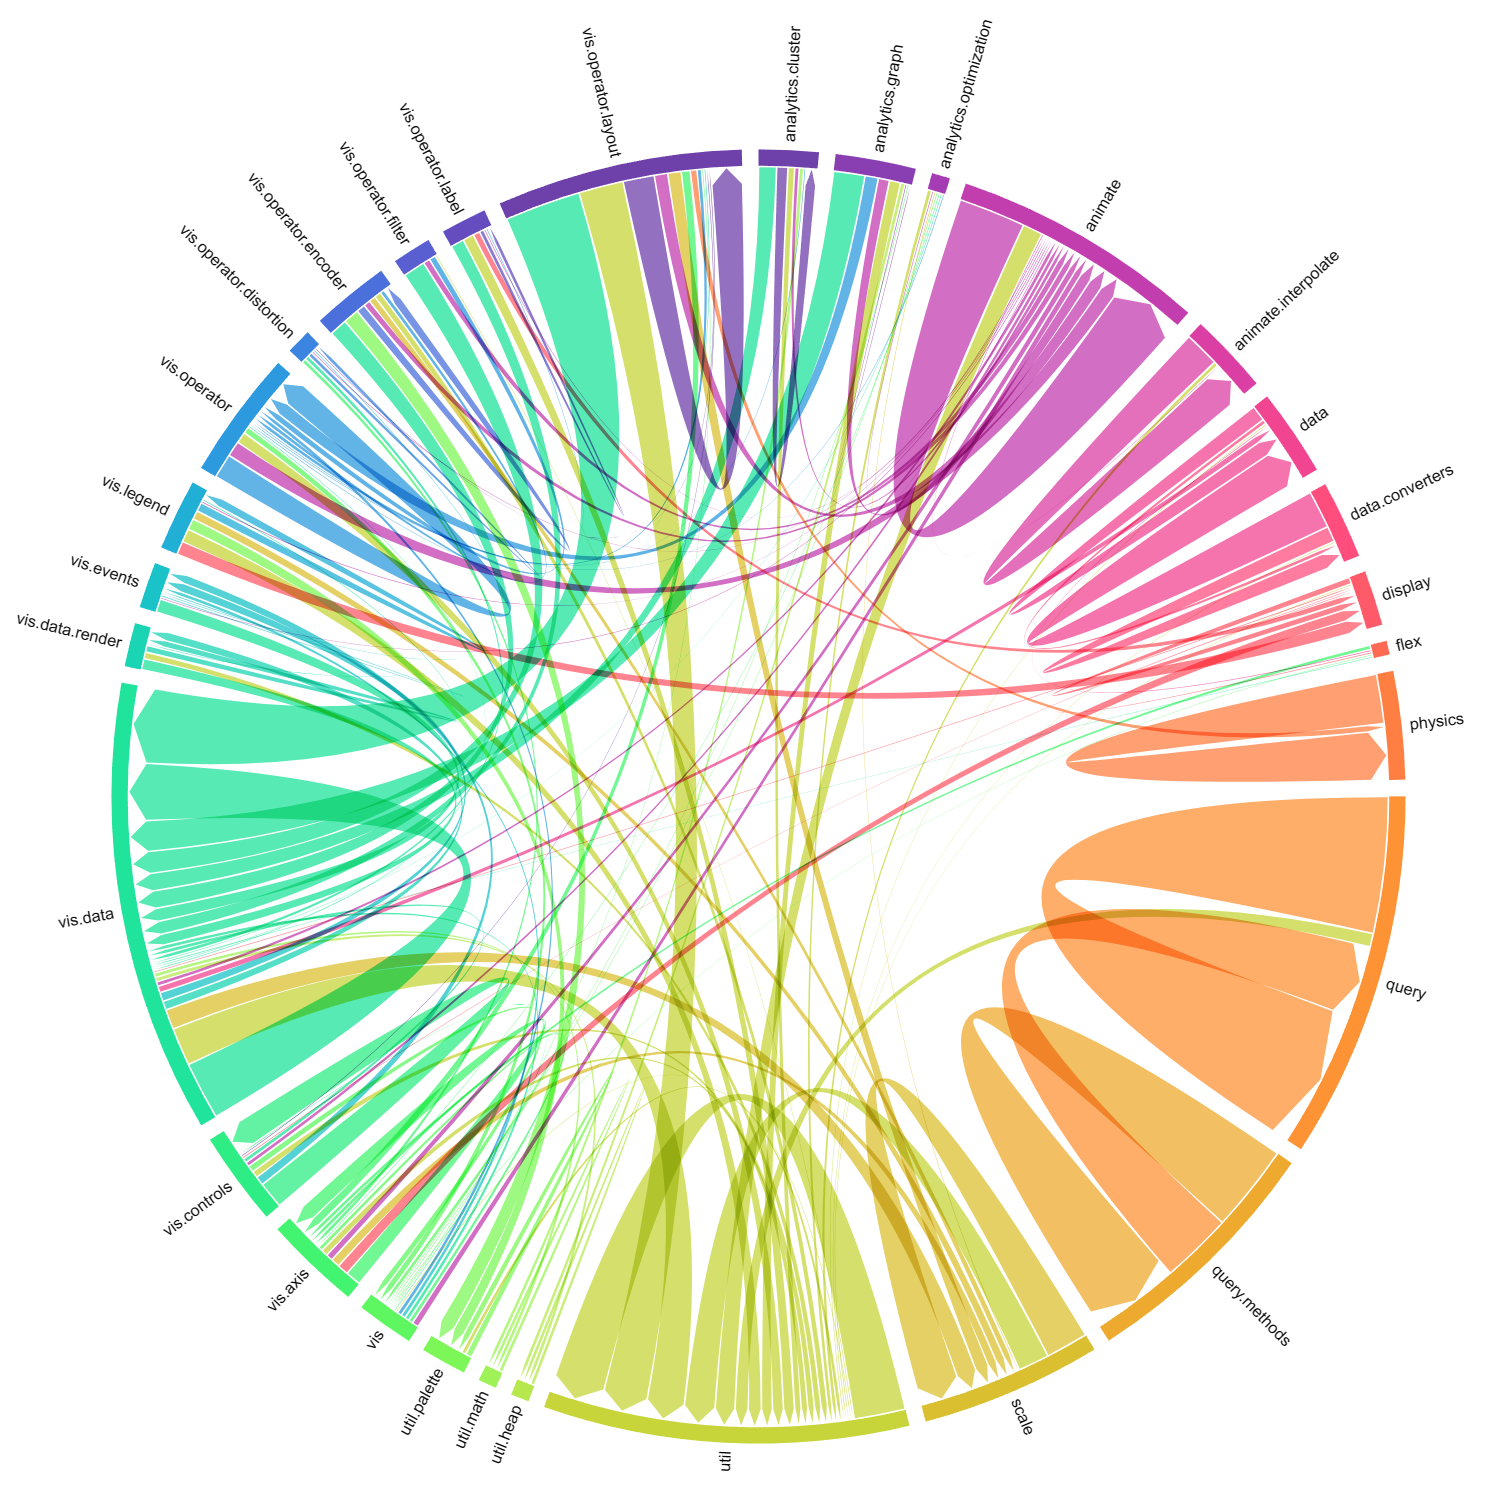 analytics.cluster
analytics.graph
analytics.optimization
animate
animate.interpolate
data
data.converters
display
flex
physics
query
query.methods
scale
util
util.heap
util.math
util.palette
vis
vis.axis
vis.controls
vis.data
vis.data.render
vis.events
vis.legend
vis.operator
vis.operator.distortion
vis.operator.encoder
vis.operator.filter
vis.operator.label
vis.operator.layout